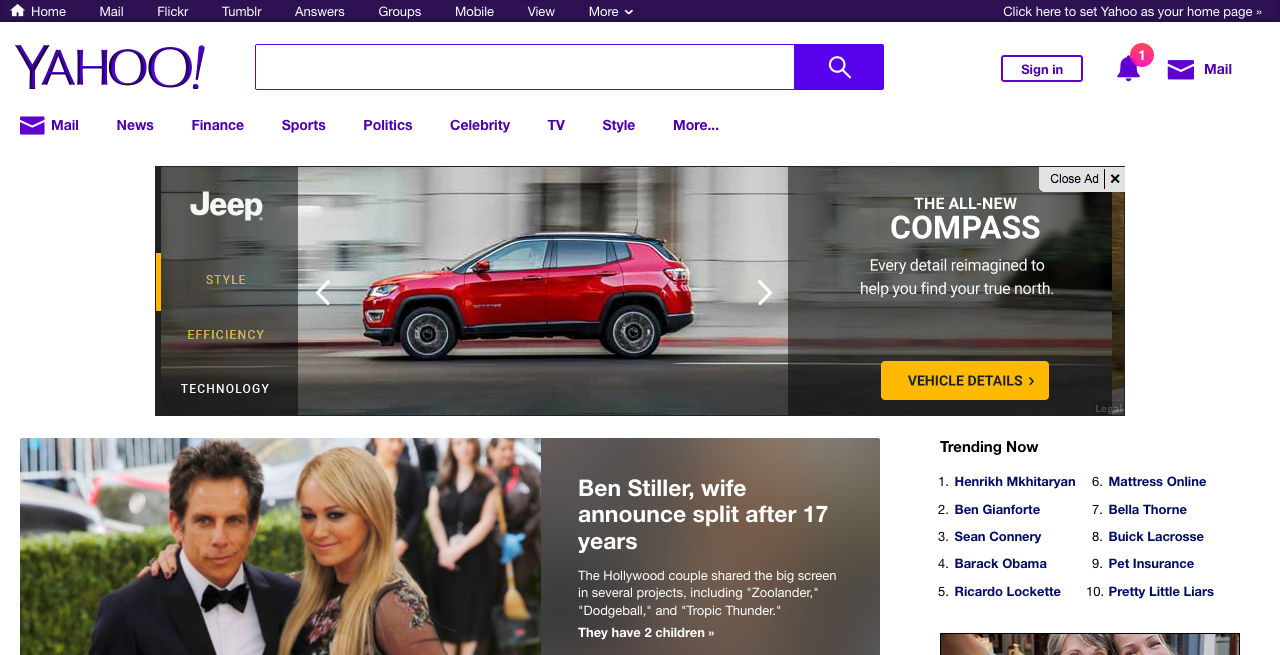 Home Mail Flickr Tumblr Answers Groups Mobile View More Click here to set Yahoo as your home page »
YAHOO!
Sign in
1
Mail
Mail News Finance Sports Politics Celebrity TV Style More...
Close Ad ×
Jeep
STYLE
EFFICIENCY
TECHNOLOGY
THE ALL-NEW
COMPASS
Every detail reimagined to
help you find your true north.
VEHICLE DETAILS ›
Legal
Ben Stiller, wife
announce split after 17
years
The Hollywood couple shared the big screen
in several projects, including "Zoolander,"
"Dodgeball," and "Tropic Thunder."
They have 2 children »
Trending Now
1. Henrikh Mkhitaryan
2. Ben Gianforte
3. Sean Connery
4. Barack Obama
5. Ricardo Lockette
6. Mattress Online
7. Bella Thorne
8. Buick Lacrosse
9. Pet Insurance
10. Pretty Little Liars